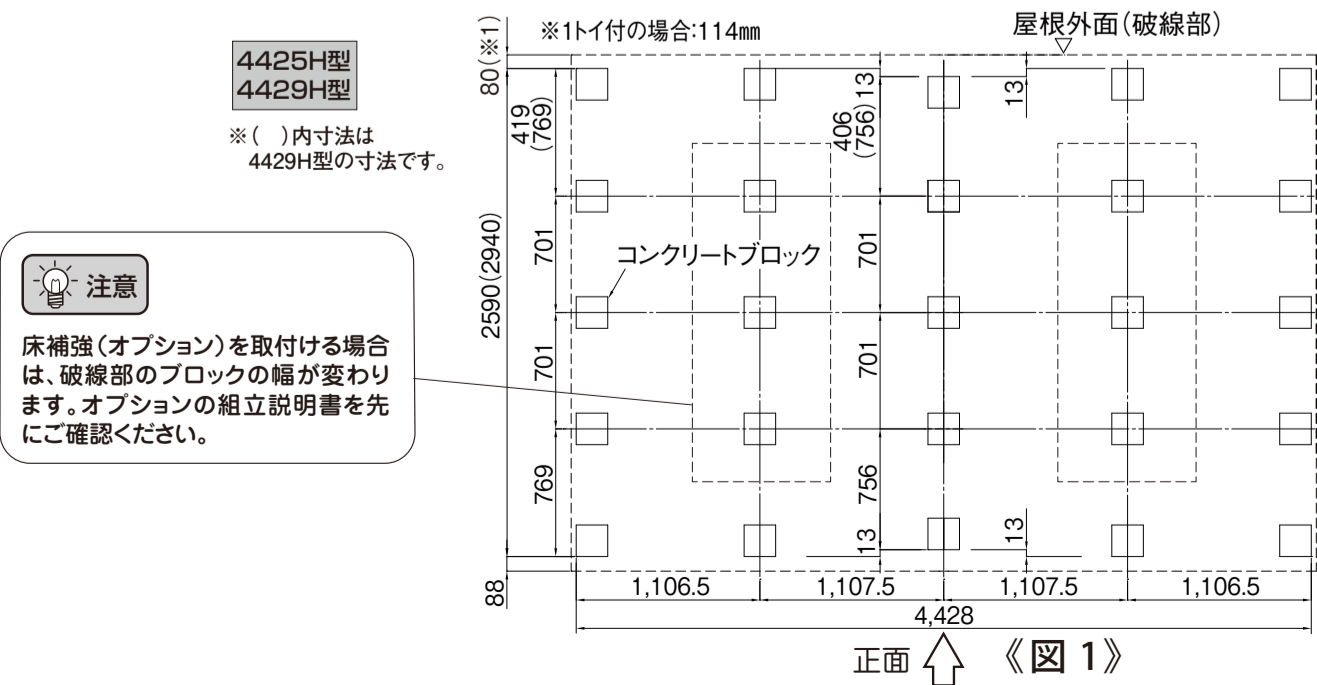 4425H型
4429H型
※(　)内寸法は
4429H型の寸法です。
注意
床補強(オプション)を取付ける場合
は、破線部のブロックの幅が変わり
ます。オプションの組立説明書を先
にご確認ください。
※1トイ付の場合:114㎜
屋根外面(破線部)
80(※1)
419
(769)
13
406
(756)
13
2590(2940)
701
701
コンクリートブロック
701
701
769
756
13
13
88
1,106.5
1,107.5
1,107.5
1,106.5
4,428
正面
《図 1》